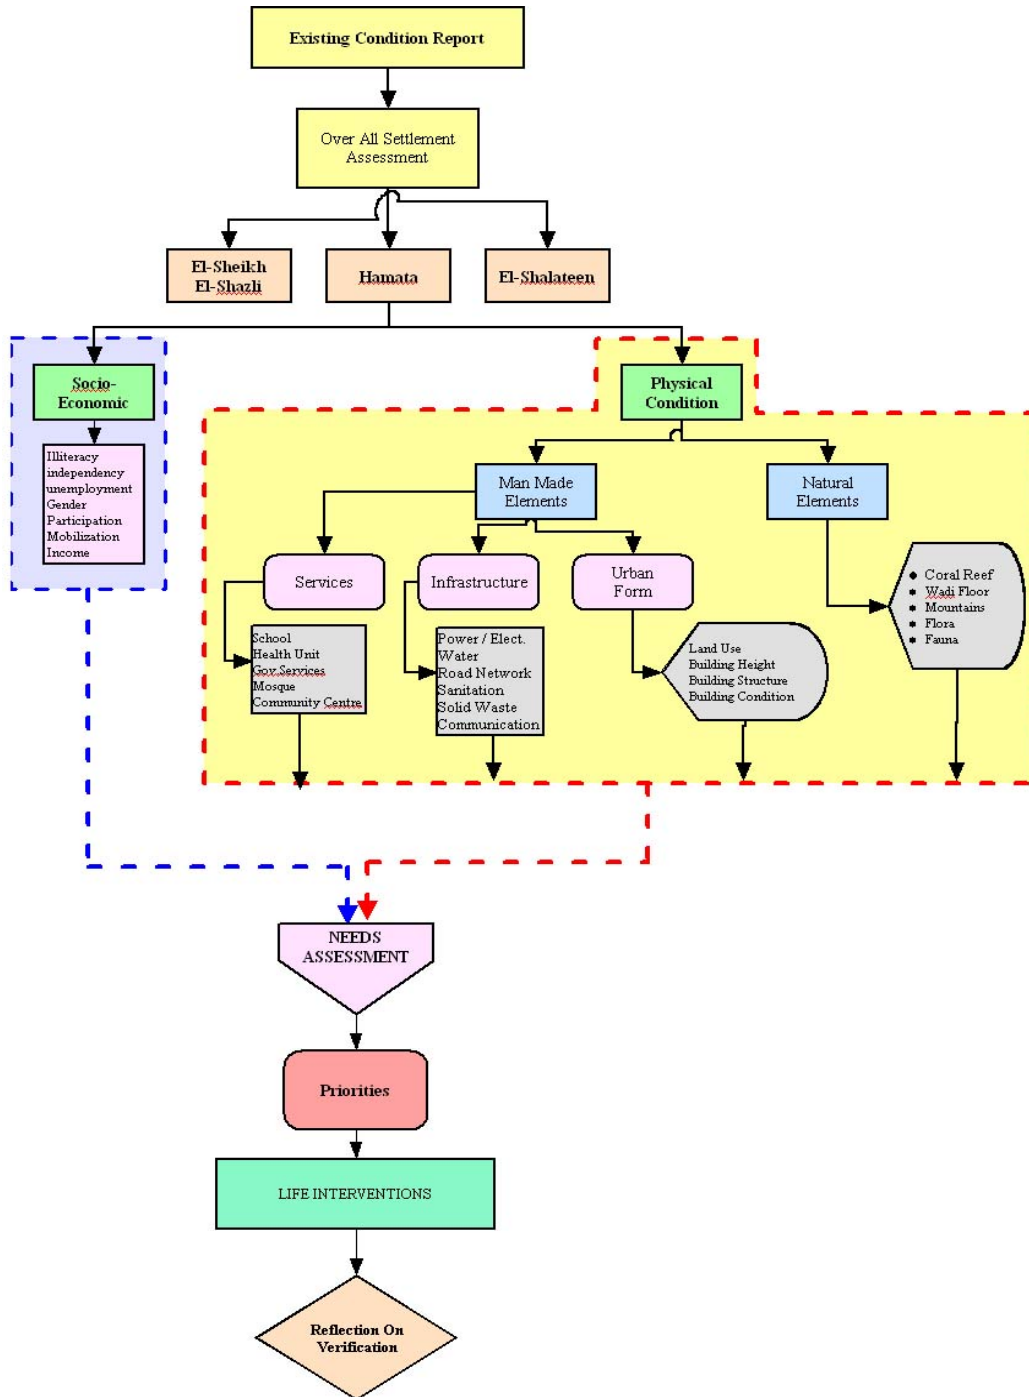 Existing Condition Report
Over All Settlement
Assessment
El-Sheikh
El-Shazli
Hamata
El-Shalateen
Socio-
Economic
Illiteracy
independency
unemployment
Gender
Participation
Mobilization
Income
Physical
Condition
Man Made
Elements
Natural
Elements
Services
Infrastructure
Urban
Form
School
Health Unit
Gov.Services
Mosque
Community Centre
Power / Elect.
Water
Road Network
Sanitation
Solid Waste
Communication
Land Use
Building Height
Building Structure
Building Condition
• Coral Reef
• Wadi Floor
• Mountains
• Flora
• Fauna
NEEDS
ASSESSMENT
Priorities
LIFE INTERVENTIONS
Reflection On
Verification